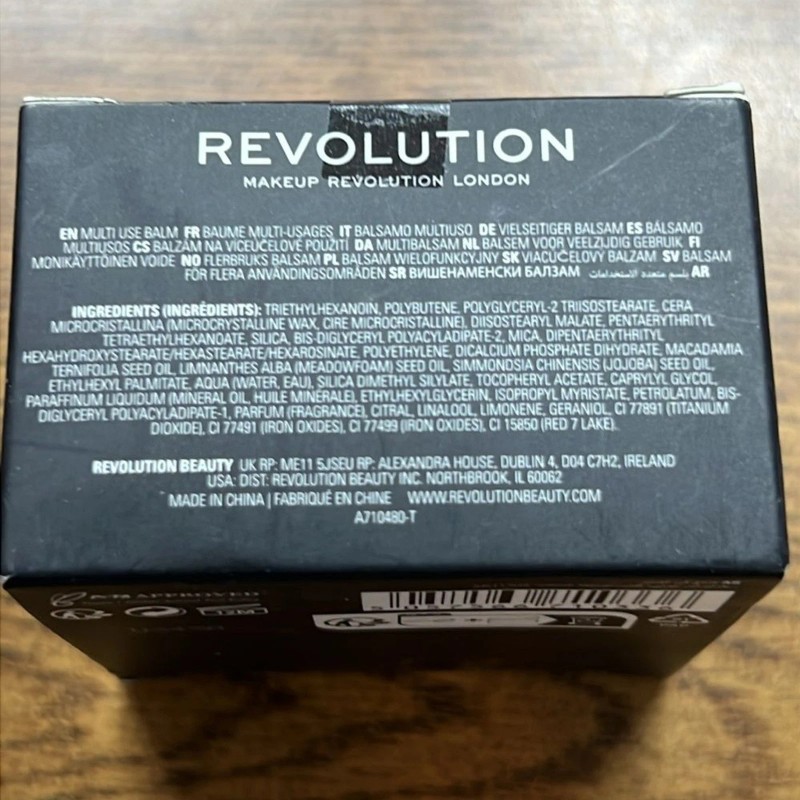 REVOLUTION
MAKEUP REVOLUTION LONDON
EN MULTI USE BALM FR BAUME MULTI-USAGES IT BALSAMO MULTIUSO DE VIELSEITIGER BALSAM ES BÁLSAMO
MULTIUSOS CS BALZÁM NA VÍCEÚČELOVÉ POUŽITÍ DA MULTIBALSAM NL BALSEM VOOR VEELZIJDIG GEBRUIK FI
MONIKÄYTTÖINEN VOIDE NO FLERBRUKS BALSAM PL BALSAM WIELOFUNKCYJNY SK VIACÚČELOVÝ BALZAM SV BALSAM
FÖR FLERA ANVÄNDNINGSOMRÅDEN SR ВИШЕНАМЕНСКИ БАЛЗАМ بلسم متعدد الاستخدامات AR
INGREDIENTS (INGRÉDIENTS): TRIETHYLHEXANOIN, POLYBUTENE, POLYGLYCERYL-2 TRIISOSTEARATE, CERA
MICROCRISTALLINA (MICROCRYSTALLINE WAX, CIRE MICROCRISTALLINE), DIISOSTEARYL MALATE, PENTAERYTHRITYL
TETRAETHYLHEXANOATE, SILICA, BIS-DIGLYCERYL POLYACYLADIPATE-2, MICA, DIPENTAERYTHRITYL
HEXAHYDROXYSTEARATE/HEXASTEARATE/HEXAROSINATE, POLYETHYLENE, DICALCIUM PHOSPHATE DIHYDRATE, MACADAMIA
TERNIFOLIA SEED OIL, LIMNANTHES ALBA (MEADOWFOAM) SEED OIL, SIMMONDSIA CHINENSIS (JOJOBA) SEED OIL,
ETHYLHEXYL PALMITATE, AQUA (WATER, EAU), SILICA DIMETHYL SILYLATE, TOCOPHERYL ACETATE, CAPRYLYL GLYCOL,
PARAFFINUM LIQUIDUM (MINERAL OIL, HUILE MINÉRALE), ETHYLHEXYLGLYCERIN, ISOPROPYL MYRISTATE, PETROLATUM, BIS-
DIGLYCERYL POLYACYLADIPATE-1, PARFUM (FRAGRANCE), CITRAL, LINALOOL, LIMONENE, GERANIOL, CI 77891 (TITANIUM
DIOXIDE), CI 77491 (IRON OXIDES), CI 77499 (IRON OXIDES), CI 15850 (RED 7 LAKE).
REVOLUTION BEAUTY UK RP: ME11 5JSEU RP: ALEXANDRA HOUSE, DUBLIN 4, D04 C7H2, IRELAND
USA: DIST. REVOLUTION BEAUTY INC. NORTHBROOK, IL 60062
MADE IN CHINA | FABRIQUÉ EN CHINE WWW.REVOLUTIONBEAUTY.COM
A710480-T
APPROVED
12M